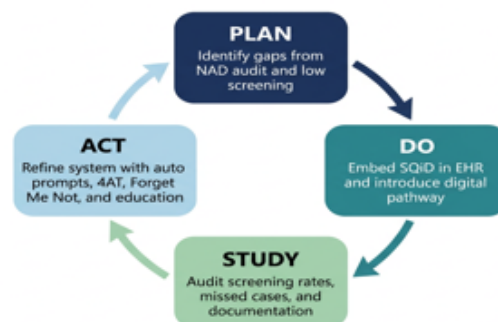 PLAN
Identify gaps from
NAD audit and low
screening
DO
Embed SQiD in EHR
and introduce digital
pathway
STUDY
Audit screening rates,
missed cases, and
documentation
ACT
Refine system with auto
prompts, 4AT, Forget
Me Not, and education